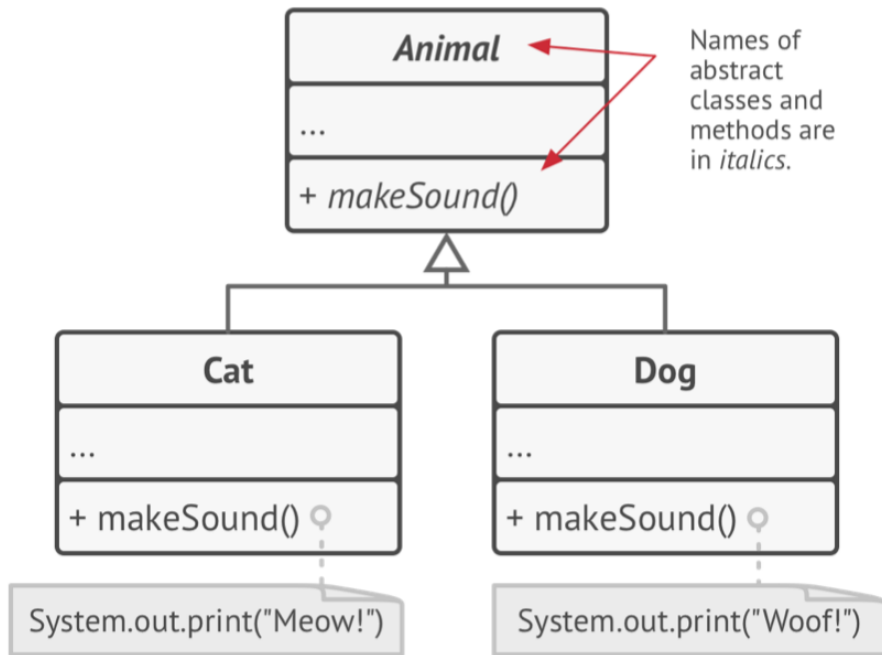 Animal
...
+ makeSound()
Names of
abstract
classes and
methods are
in italics.
Cat
...
+ makeSound()
System.out.print("Meow!")
Dog
...
+ makeSound()
System.out.print("Woof!")